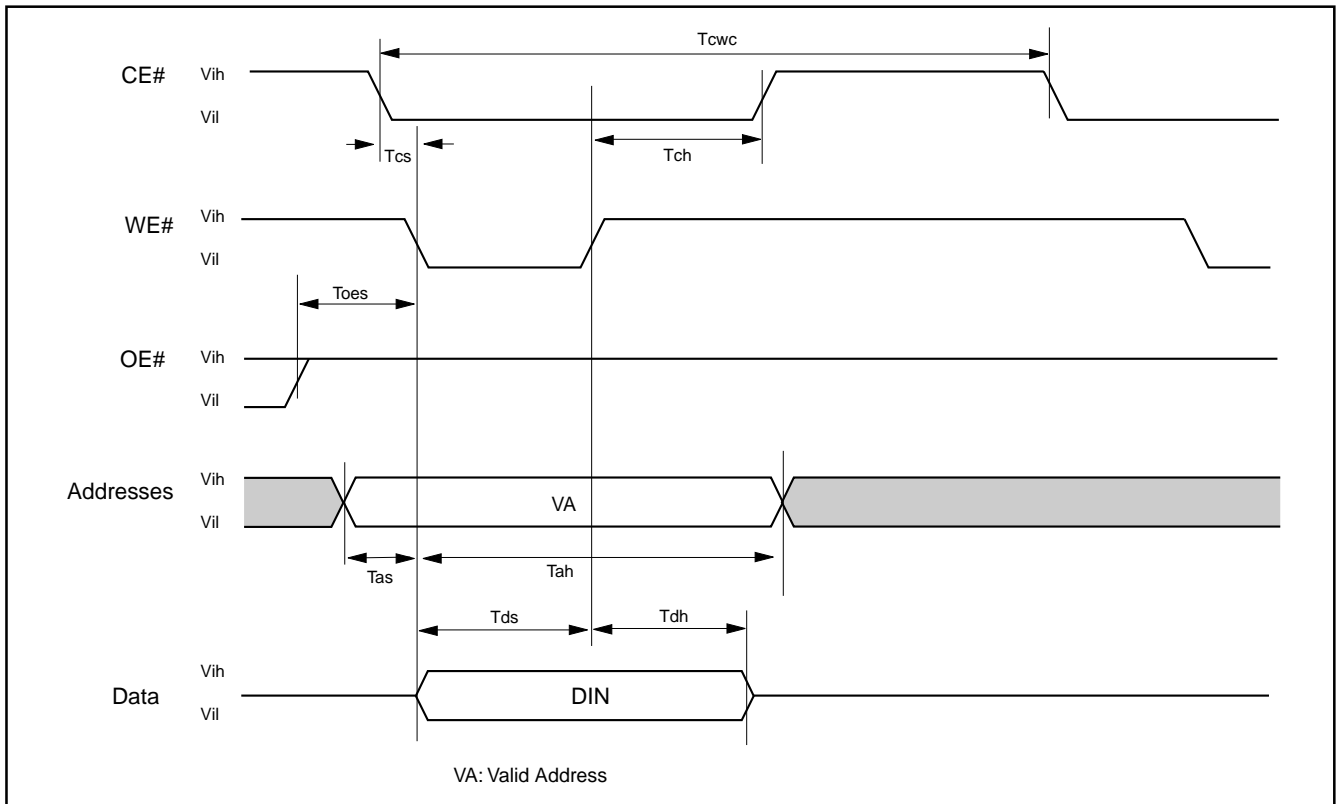 Tcwc
CE#
Vih
Vil
Tcs
Tch
WE#
Vih
Vil
Toes
OE#
Vih
Vil
Addresses
Vih
Vil
VA
Tas
Tah
Tds
Tdh
Data
Vih
Vil
DIN
VA: Valid Address